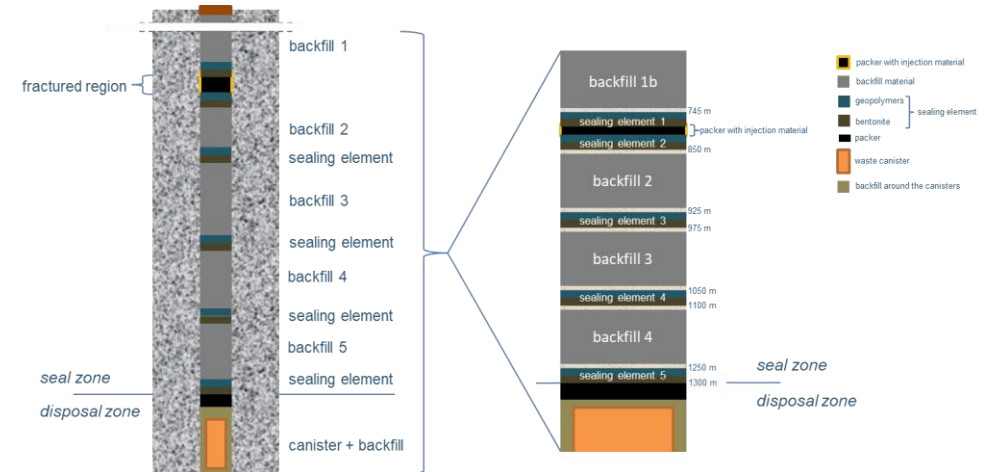 backfill 1
fractured region
backfill 2
sealing element
backfill 3
sealing element
backfill 4
sealing element
backfill 5
sealing element
seal zone
disposal zone
canister + backfill
backfill 1b
745 m
sealing element 1
packer with injection material
sealing element 2
850 m
backfill 2
925 m
sealing element 3
975 m
backfill 3
1050 m
sealing element 4
1100 m
backfill 4
1250 m
sealing element 5
1300 m
seal zone
disposal zone
packer with injection material
backfill material
geopolymers
sealing element
bentonite
packer
waste canister
backfill around the canisters